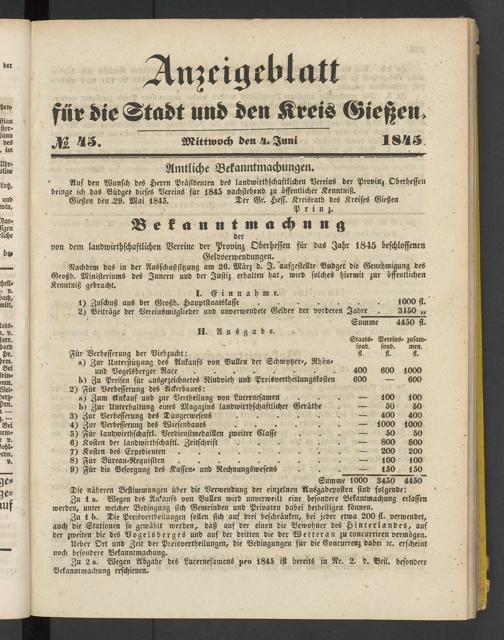 Anzeigeblatt
für die Stadt und den Kreis Gießen.
№ 45. Mittwoch den 4. Juni 1845
Amtliche Bekanntmachungen.
Auf den Wunsch des Herrn Präsidenten des landwirthschaftlichen Vereins der Provinz Oberhessen
bringe ich das Büdget dieses Vereins für 1845 nachstehend zu öffentlicher Kenntniß.
Gießen den 29. Mai 1845. Der Gr. Hess. Kreisrath des Kreises Gießen
Prinz.
Bekanntmachung
der
von dem landwirthschaftlichen Vereine der Provinz Oberhessen für das Jahr 1845 beschlossenen
Geldverwendungen.
Nachdem das in der Ausschußsitzung am 26. März d. J. aufgestellte Budget die Genehmigung des
Großh. Ministeriums des Innern und der Justiz erhalten hat, wird solches hiermit zur öffentlichen
Kenntniß gebracht.
I. Einnahme.
1) Zuschuß aus der Großh. Hauptstaatskasse 1000 fl.
2) Beiträge der Vereinsmitglieder und unverwendete Gelder der vorderen Jahre 3450 „
Summe 4450 fl.
II. Ausgabe.
Staats- Vereins- zusam-
fond. fond. men.
fl. fl. fl.
Für Verbesserung der Viehzucht:
a) Zur Unterstützung des Ankaufs von Bullen der Schwytzer-, Rhön-
und Vogelsberger Race 400 600 1000
b) Zu Preisen für ausgezeichnetes Rindvieh und Preisvertheilungskosten 600 — 600
2) Für Verbesserung des Ackerbaues:
a) Zum Ankauf und zur Vertheilung von Lucernesamen — 100 100
b) Zur Unterhaltung eines Magazins landwirthschaftlicher Geräthe — 50 50
3) Zur Verbesserung des Düngerwesens — 400 400
4) Zur Verbesserung des Wiesenbaues — 1000 1000
5) Für landwirthschaftl. Verdienstmedaillen zweiter Classe — 50 50
6) Kosten der landwirthschaftl. Zeitschrift — 800 800
7) Kosten des Expedienten — 200 200
8) Für Büreau-Requisiten — 100 100
9) Für die Besorgung des Kassen- und Rechnungswesens — 150 150
Summe 1000 3450 4450
Die näheren Bestimmungen über die Verwendung der einzelnen Ausgabeposten sind folgende:
Zu 1 a. Wegen des Ankaufs von Bullen wird unverweilt eine besondere Bekanntmachung erlassen
werden, unter welcher Bedingung sich Gemeinden und Privaten dabei betheiligen können.
Zu 1 b. Die Preisvertheilungen sollen sich auf drei beschränken, bei jeder etwa 200 fl. verwendet,
auch die Stationen so gewählt werden, daß auf der einen die Bewohner des Hinterlandes, auf
der zweiten die des Vogelsbergs und auf der dritten die der Wetterau zu concurriren vermögen.
Ueber Ort und Zeit der Preisvertheilungen, die Bedingungen für die Concurrenz dabei ꝛc. erscheint
noch besondere Bekanntmachung.
Zu 2 a. Wegen Abgabe des Lucernesamens pro 1845 ist bereits in Nr. 2. d. Beil. besondere
Bekanntmachung erschienen.